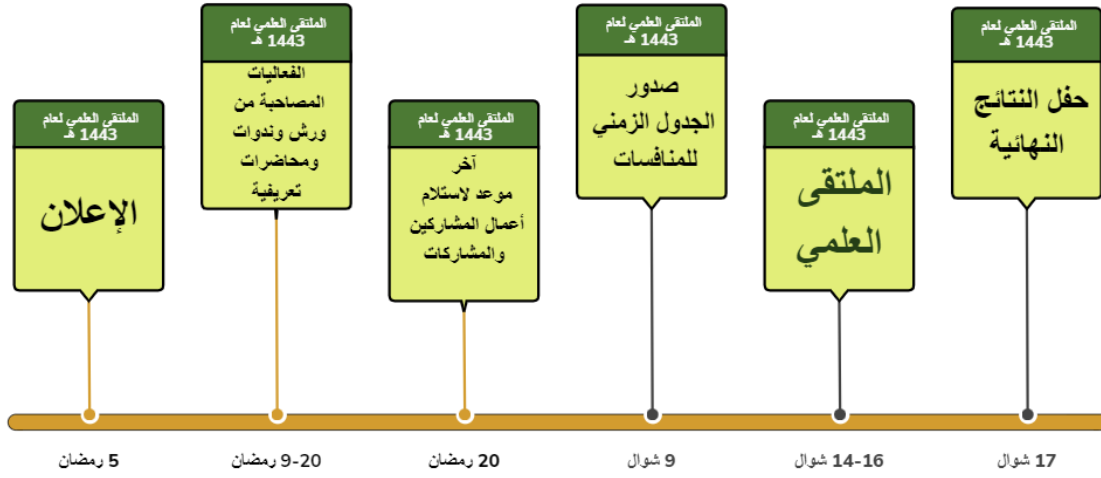 الملتقى العلمي لعام
1443 هـ
الإعلان
5 رمضان
الملتقى العلمي لعام
1443 هـ
الفعاليات
المصاحبة من
ورش وندوات
ومحاضرات
تعريفية
9-20 رمضان
الملتقى العلمي لعام
1443 هـ
آخر
موعد لاستلام
أعمال المشاركين
والمشاركات
20 رمضان
الملتقى العلمي لعام
1443 هـ
صدور
الجدول الزمني
للمنافسات
9 شوال
الملتقى العلمي لعام
1443 هـ
الملتقى
العلمي
14-16 شوال
الملتقى العلمي لعام
1443 هـ
حفل النتائج
النهائية
17 شوال